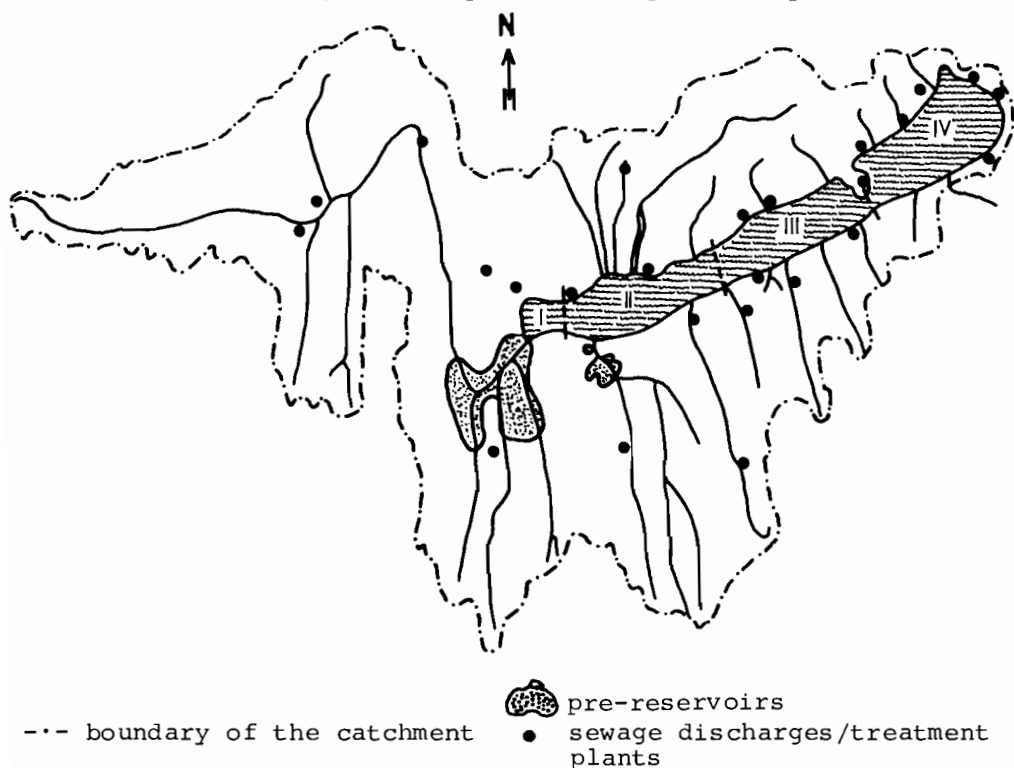 N
M
IV
III
II
I
pre-reservoirs
-·- boundary of the catchment
● sewage discharges/treatment
plants